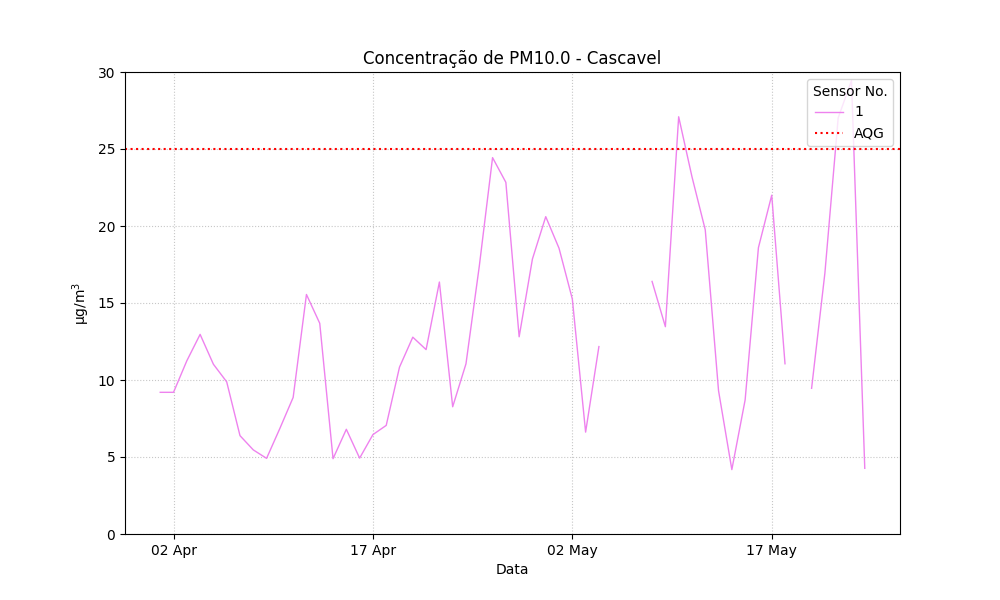 Concentração de PM10.0 - Cascavel
30
25
20
15
10
5
0
µg/m³
Sensor No.
1
AQG
02 Apr
17 Apr
02 May
17 May
Data